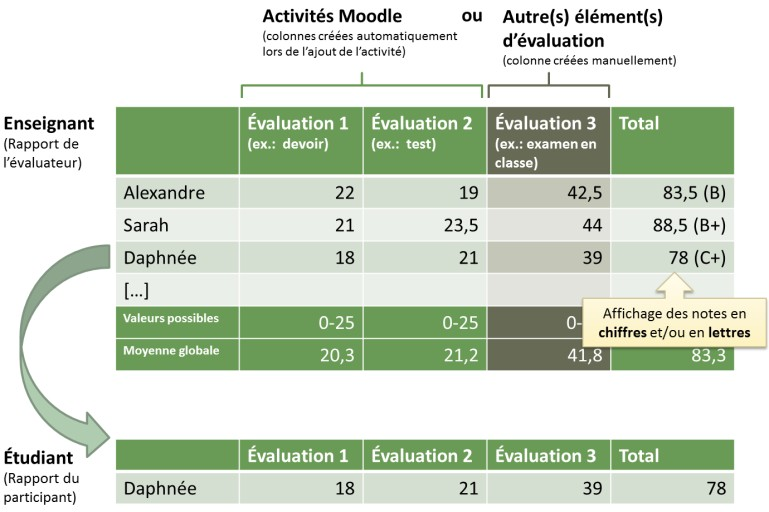 Activités Moodle ou Autre(s) élément(s)
(colonnes créées automatiquement d'évaluation
lors de l'ajout de l'activité) (colonne créées manuellement)
Enseignant
(Rapport de
l'évaluateur)
Évaluation 1 Évaluation 2 Évaluation 3 Total
(ex.: devoir) (ex.: test) (ex.: examen en
classe)
Alexandre 22 19 42,5 83,5 (B)
Sarah 21 23,5 44 88,5 (B+)
Daphnée 18 21 39 78 (C+)
[...]
Affichage des notes en
chiffres et/ou en lettres
Valeurs possibles 0-25 0-25 0-
Moyenne globale 20,3 21,2 41,8 83,3
Étudiant
(Rapport du
participant)
Évaluation 1 Évaluation 2 Évaluation 3 Total
Daphnée 18 21 39 78